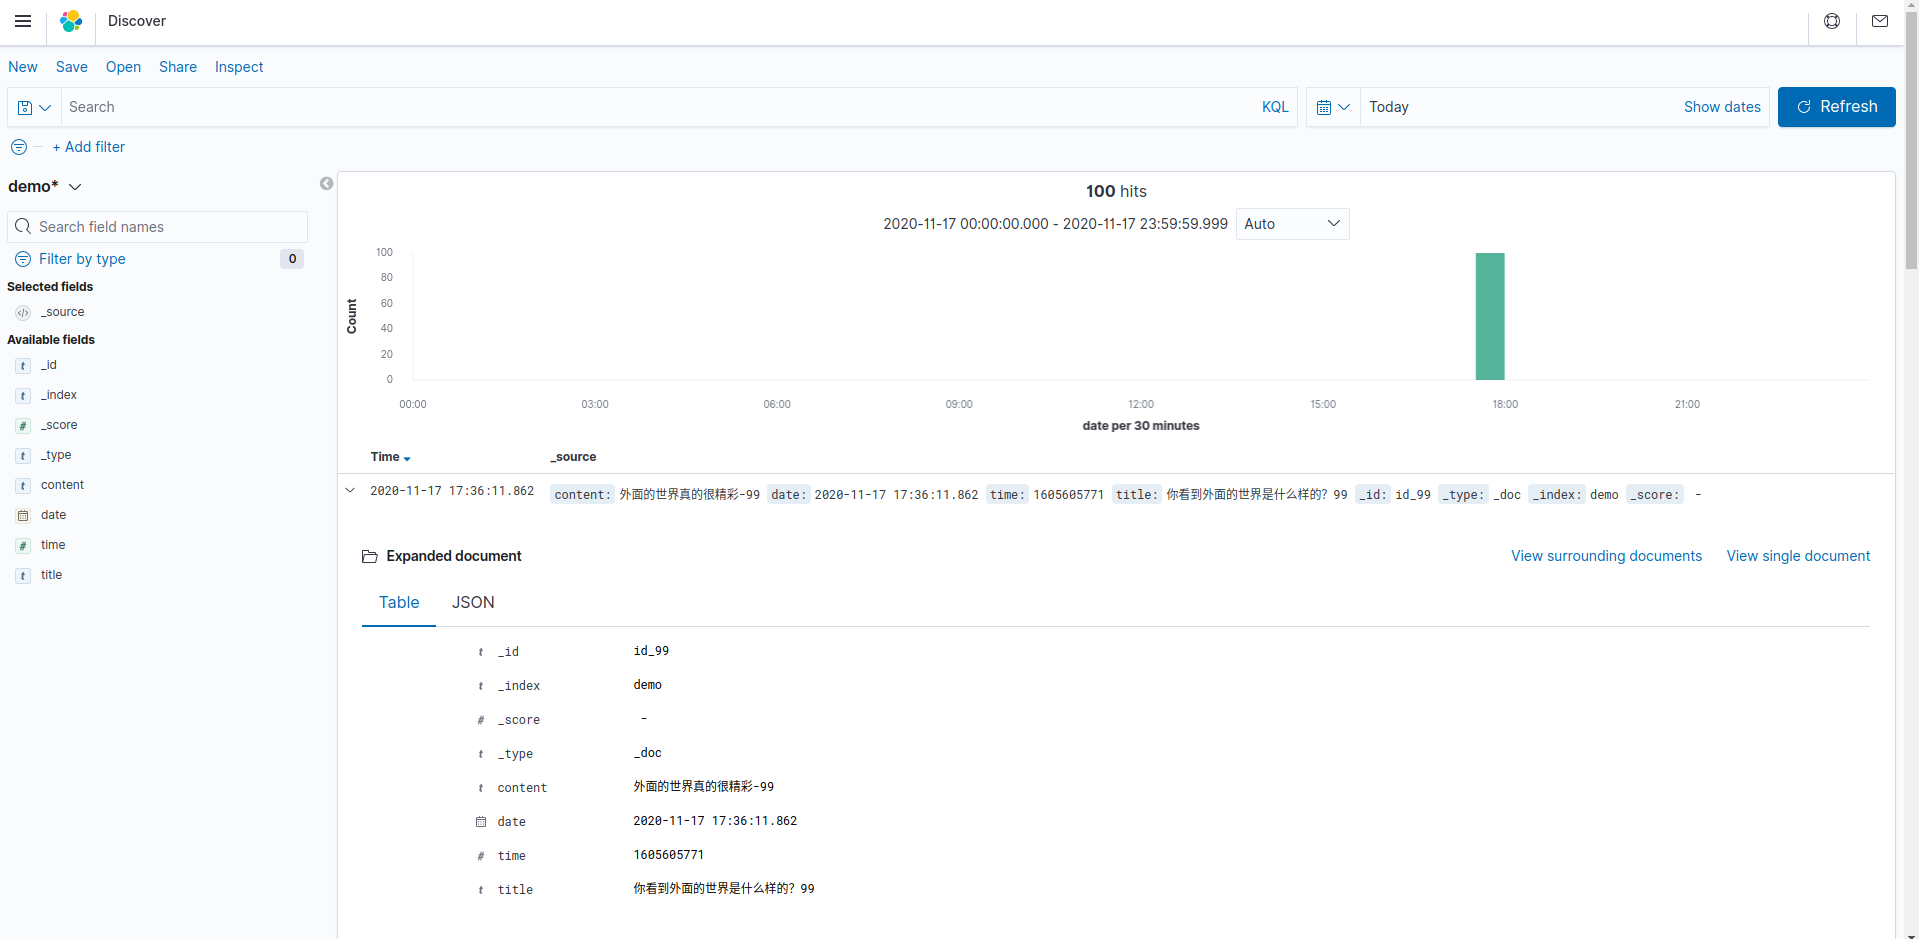 Discover
New Save Open Share Inspect
Search KQL Today Show dates Refresh
+ Add filter
demo*
Search field names
Filter by type 0
Selected fields
_source
Available fields
_id
_index
_score
_type
content
date
time
title
100 hits
2020-11-17 00:00:00.000 - 2020-11-17 23:59:59.999 Auto
Count
100
80
60
40
20
0
00:00 03:00 06:00 09:00 12:00 15:00 18:00 21:00
date per 30 minutes
Time _source
2020-11-17 17:36:11.862 content: 外面的世界真的很精彩-99 date: 2020-11-17 17:36:11.862 time: 1605605771 title: 你看到外面的世界是什么样的? 99 _id: id_99 _type: _doc _index: demo _score: -
Expanded document View surrounding documents View single document
Table JSON
t _id id_99
t _index demo
# _score -
t _type _doc
t content 外面的世界真的很精彩-99
date 2020-11-17 17:36:11.862
# time 1605605771
t title 你看到外面的世界是什么样的? 99